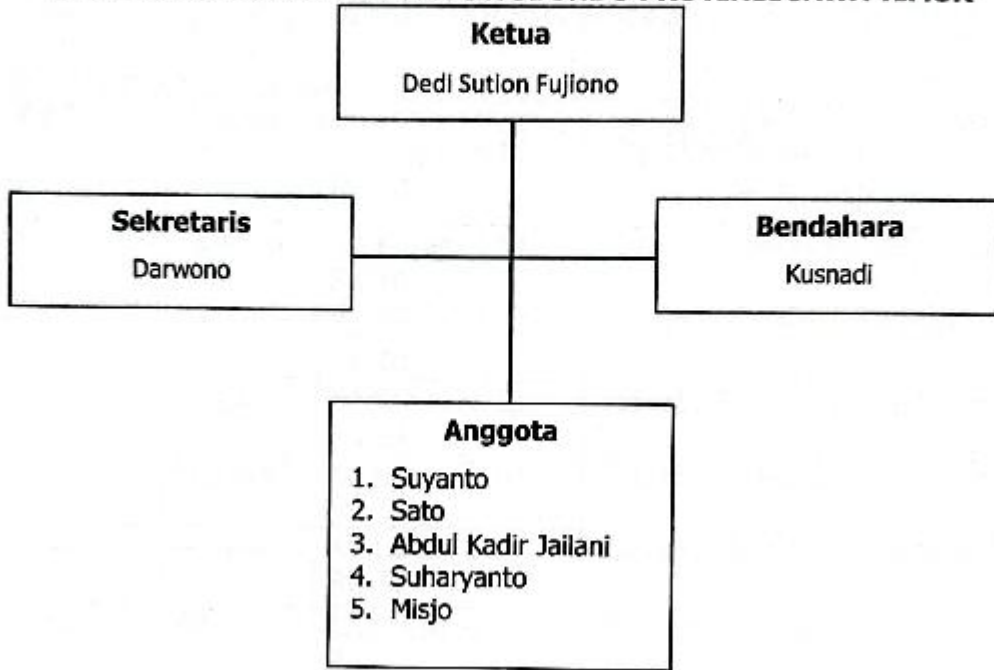 Ketua
Dedi Sution Fujiono
Sekretaris
Darwono
Bendahara
Kusnadi
Anggota
1. Suyanto
2. Sato
3. Abdul Kadir Jailani
4. Suharyanto
5. Misjo